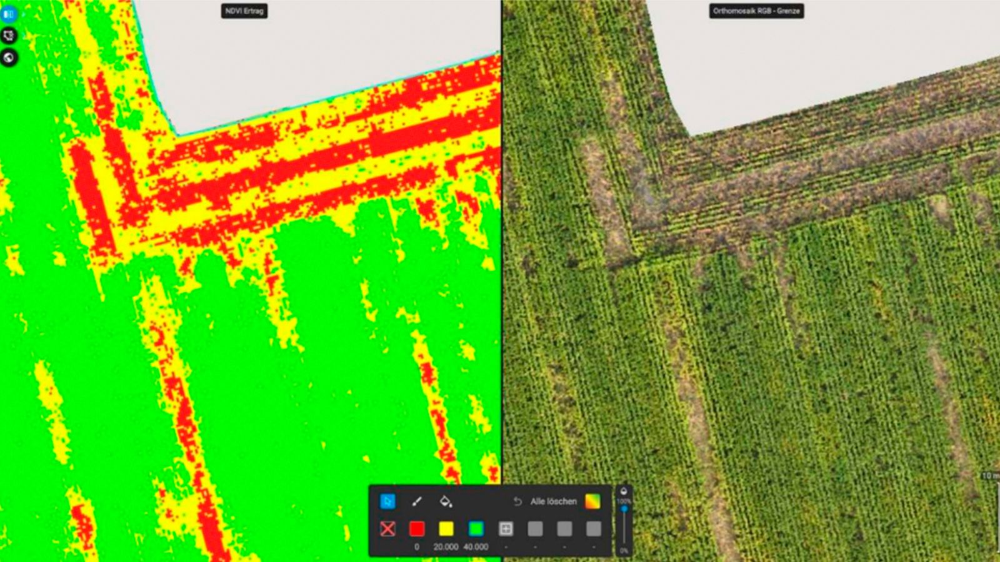 NDVI Ertrag
Orthomosaik RGB - Grenze
10 m
Alle löschen
100%
0 20.000 40.000 - - - -
0%